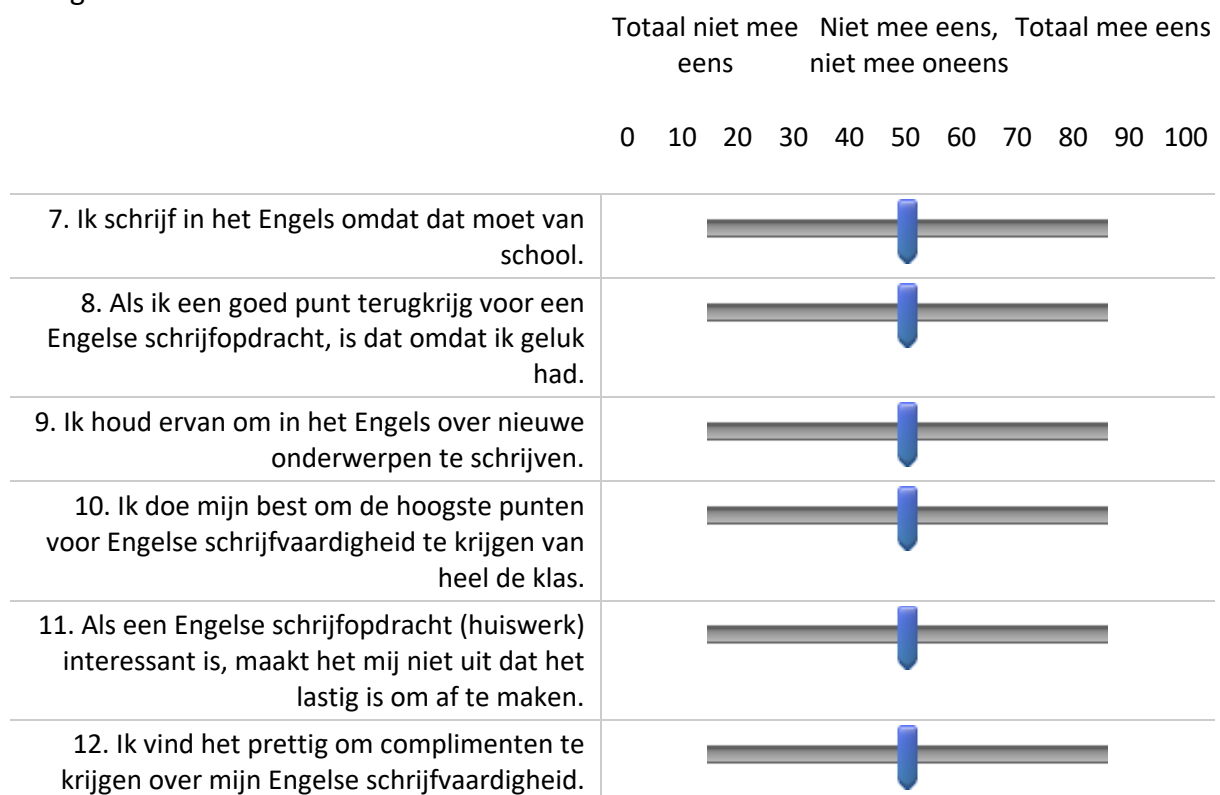 Totaal niet mee eens
Niet mee eens, niet mee oneens
Totaal mee eens
0 10 20 30 40 50 60 70 80 90 100
7. Ik schrijf in het Engels omdat dat moet van
school.
8. Als ik een goed punt terugkrijg voor een
Engelse schrijfopdracht, is dat omdat ik geluk
had.
9. Ik houd ervan om in het Engels over nieuwe
onderwerpen te schrijven.
10. Ik doe mijn best om de hoogste punten
voor Engelse schrijfvaardigheid te krijgen van
heel de klas.
11. Als een Engelse schrijfopdracht (huiswerk)
interessant is, maakt het mij niet uit dat het
lastig is om af te maken.
12. Ik vind het prettig om complimenten te
krijgen over mijn Engelse schrijfvaardigheid.